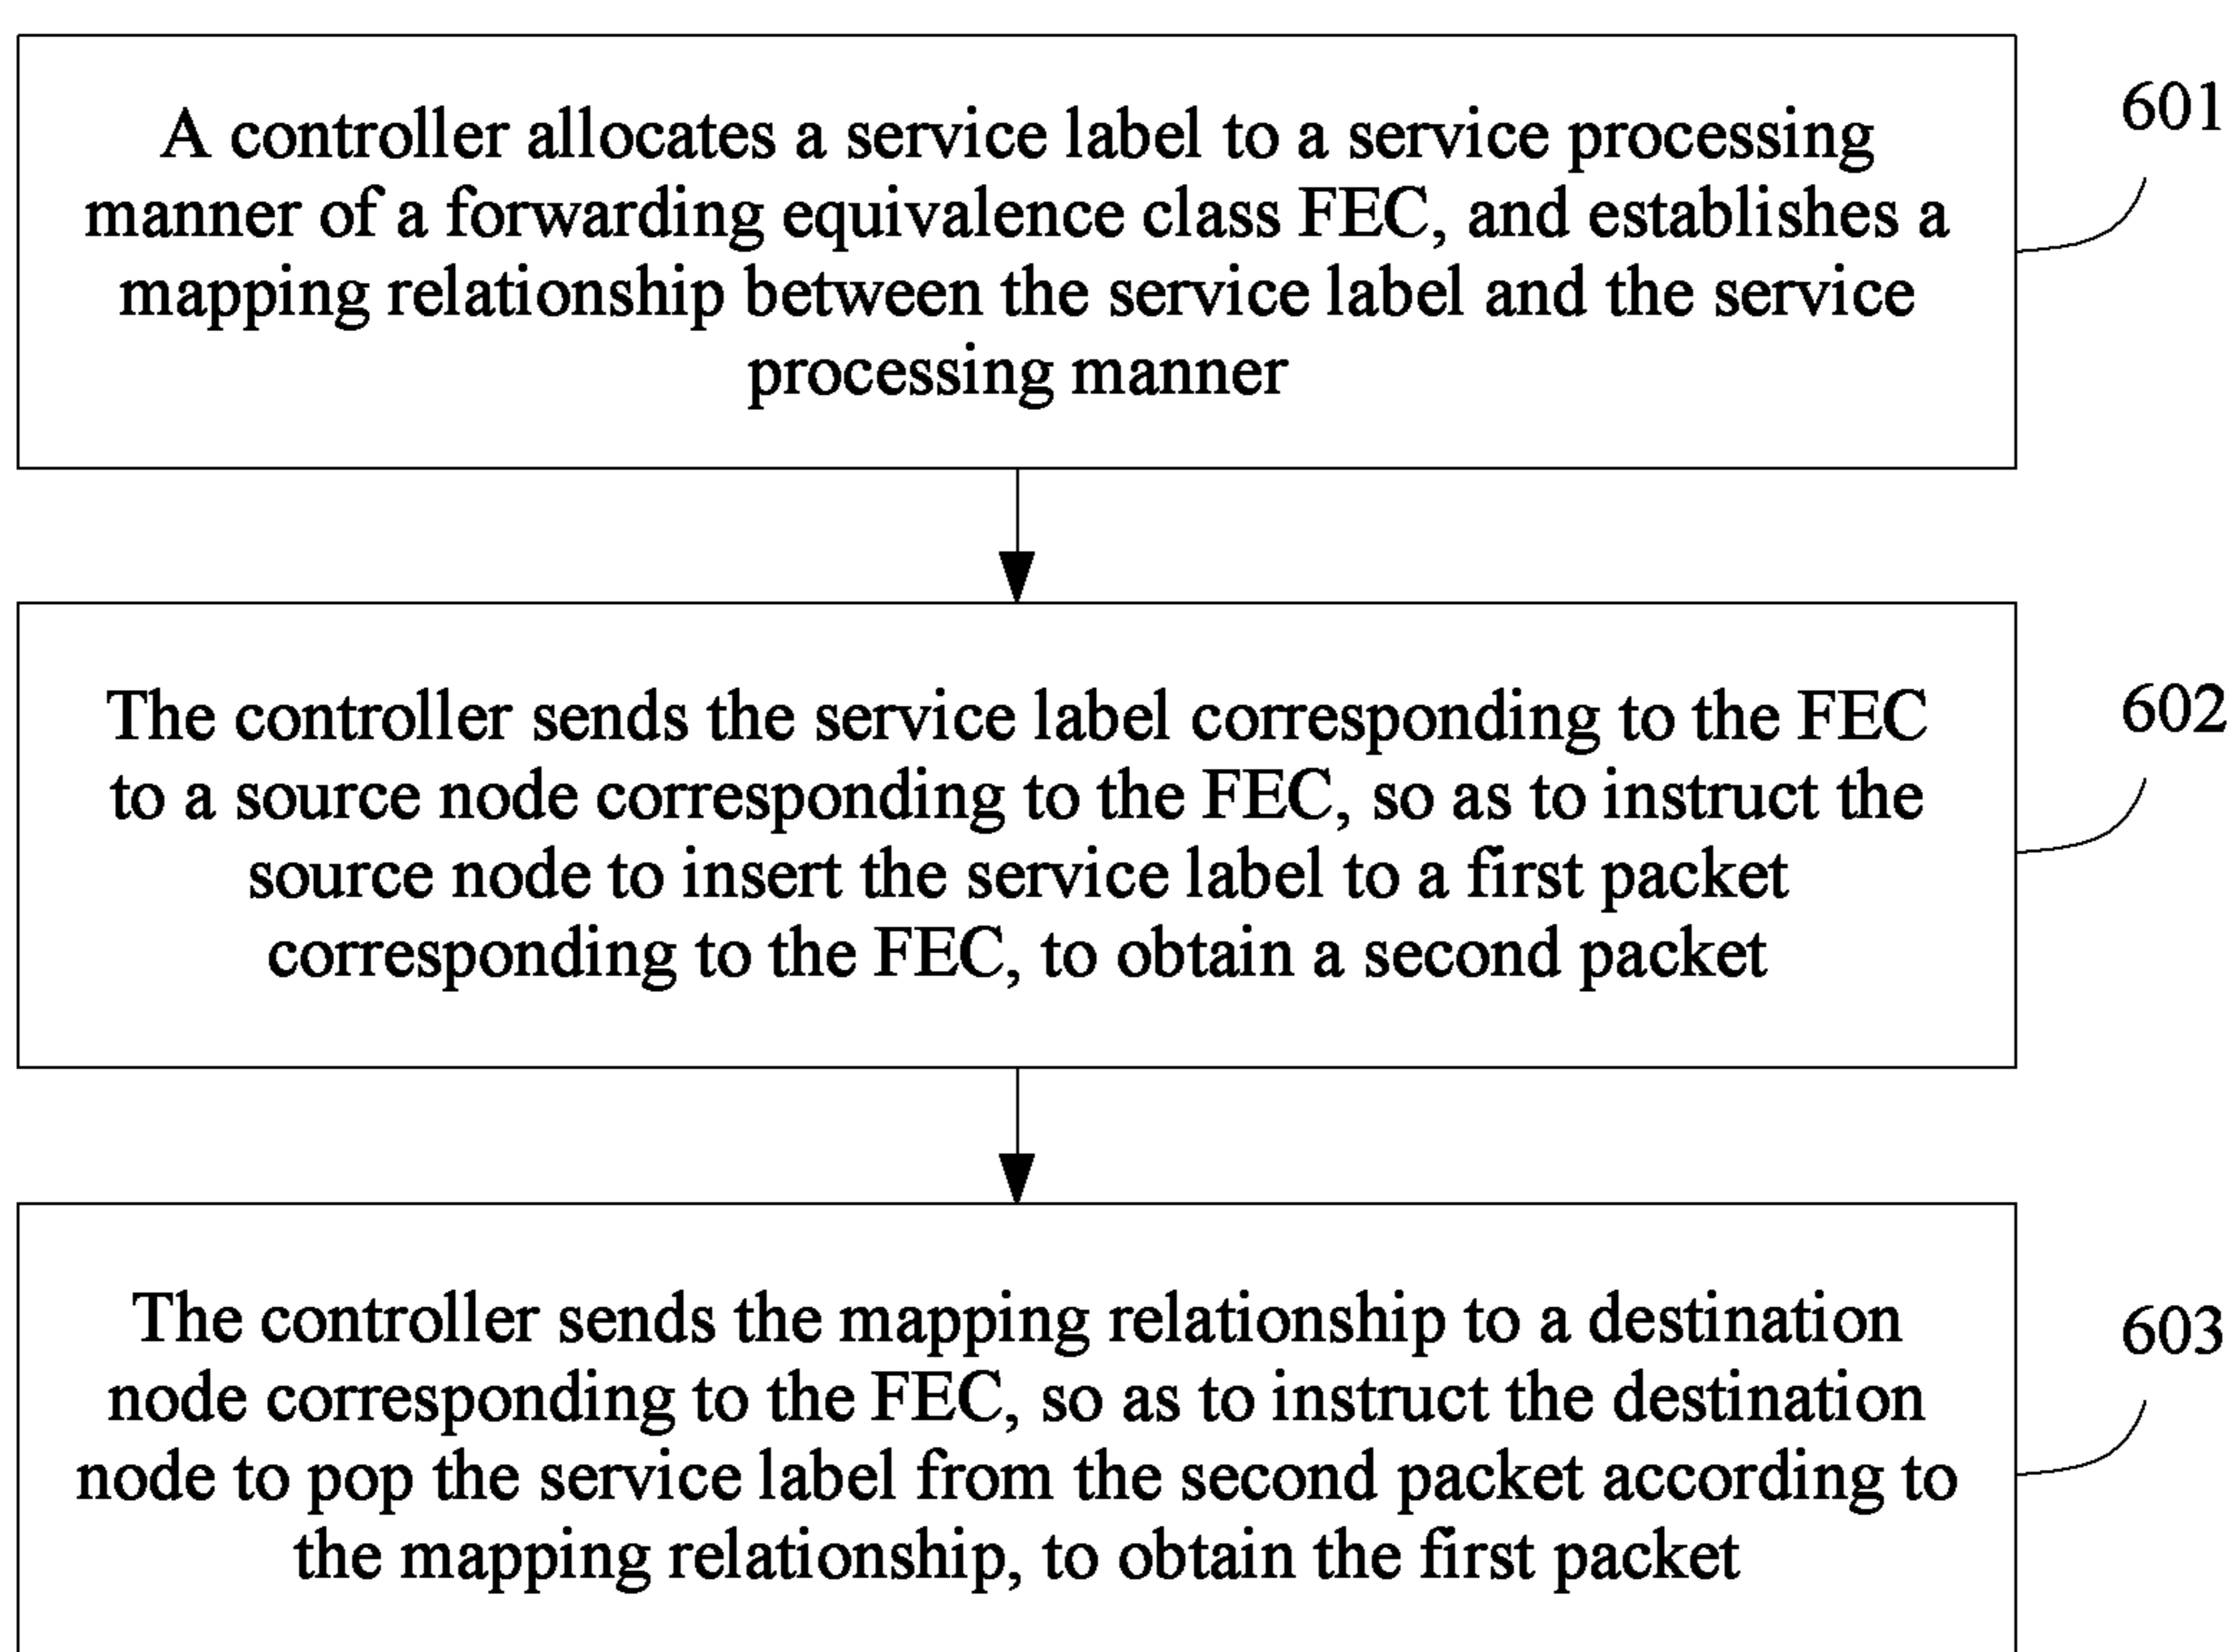 A controller allocates a service label to a service processing
manner of a forwarding equivalence class FEC, and establishes a
mapping relationship between the service label and the service
processing manner
601
The controller sends the service label corresponding to the FEC
to a source node corresponding to the FEC, so as to instruct the
source node to insert the service label to a first packet
corresponding to the FEC, to obtain a second packet
602
The controller sends the mapping relationship to a destination
node corresponding to the FEC, so as to instruct the destination
node to pop the service label from the second packet according to
the mapping relationship, to obtain the first packet
603